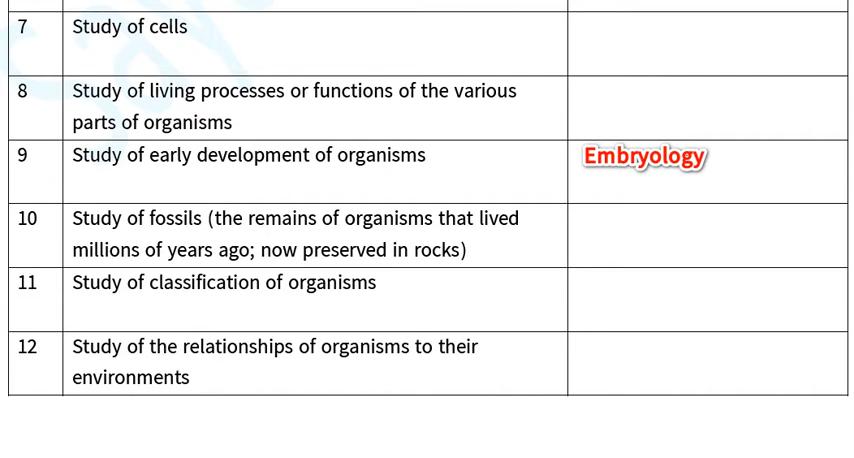 7 Study of cells
8 Study of living processes or functions of the various
parts of organisms
9 Study of early development of organisms Embryology
10 Study of fossils (the remains of organisms that lived
millions of years ago; now preserved in rocks)
11 Study of classification of organisms
12 Study of the relationships of organisms to their
environments